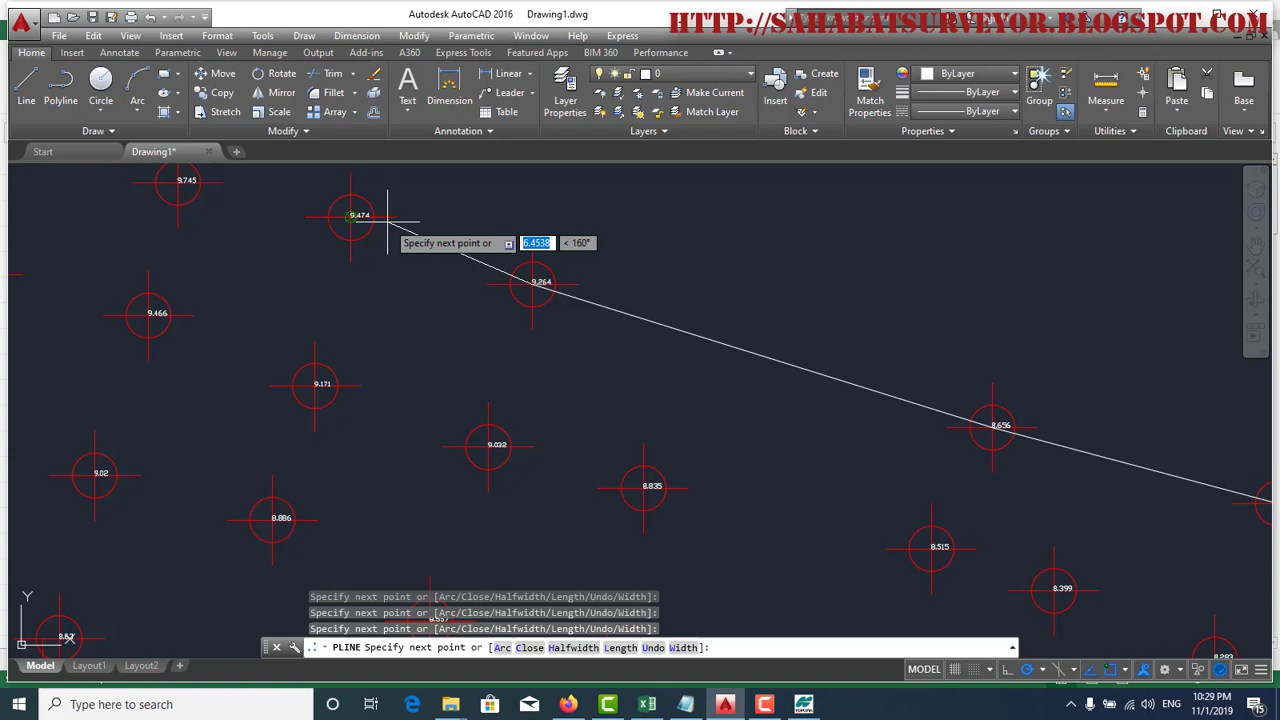 Autodesk AutoCAD 2016 Drawing1.dwg
HTTP://SAHABATSURVEYOR.BLOGSPOT.COM
File Edit View Insert Format Tools Draw Dimension Modify Parametric Window Help Express
Home Insert Annotate Parametric View Manage Output Add-ins A360 Express Tools Featured Apps BIM 360 Performance
Line Polyline Circle Arc
Move Rotate Trim
Copy Mirror Fillet
Stretch Scale Array
Text Dimension
Linear
Leader
Table
Layer Properties
0
Make Current
Match Layer
Insert
Create
Edit
Match Properties
ByLayer
ByLayer
ByLayer
Group
Measure
Paste
Base
Draw Modify Annotation Layers Block Properties Groups Utilities Clipboard View
Start Drawing1* +
9.745
9.474
Specify next point or 6.4538 < 160°
9.264
9.466
9.171
8.656
9.032
9.02
8.835
8.886
8.515
8.399
Y
X
Specify next point or [Arc/Close/Halfwidth/Length/Undo/Width]:
Specify next point or [Arc/Close/Halfwidth/Length/Undo/Width]:
Specify next point or [Arc/Close/Halfwidth/Length/Undo/Width]:
PLINE Specify next point or [Arc Close Halfwidth Length Undo Width]:
Model Layout1 Layout2 +
MODEL
Type here to search
ENG
10:29 PM
11/1/2019
15